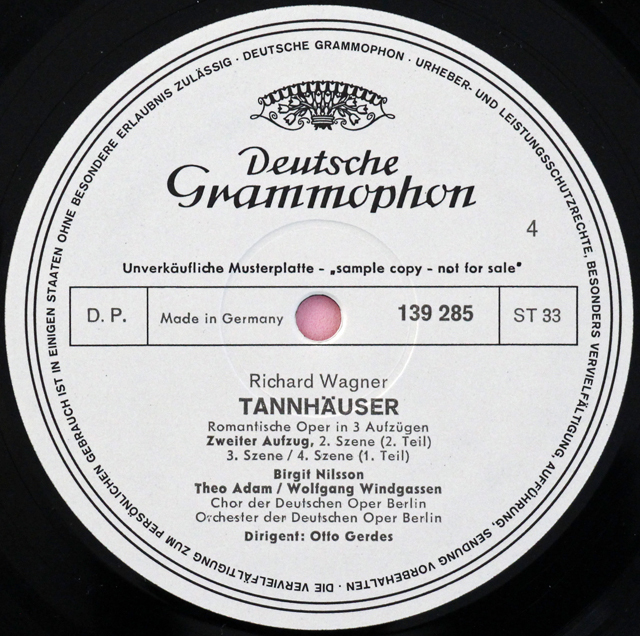 DEUTSCHE GRAMMOPHON · URHEBER- UND LEISTUNGSSCHUTZRECHTE, BESONDERS VERVIELFÄLTIGUNG, AUFFÜHRUNG, SENDUNG VORBEHALTEN · DIE VERVIELFÄLTIGUNG ZUM PERSÖNLICHEN GEBRAUCH IST IN EINIGEN STAATEN OHNE BESONDERE ERLAUBNIS ZULÄSSIG ·
Deutsche
Grammophon
4
Unverkäufliche Musterplatte - „sample copy - not for sale"
D. P. Made in Germany 139 285 ST 33
Richard Wagner
TANNHÄUSER
Romantische Oper in 3 Aufzügen
Zweiter Aufzug, 2. Szene (2. Teil)
3. Szene / 4. Szene (1. Teil)
Birgit Nilsson
Theo Adam / Wolfgang Windgassen
Chor der Deutschen Oper Berlin
Orchester der Deutschen Oper Berlin
Dirigent: Otto Gerdes